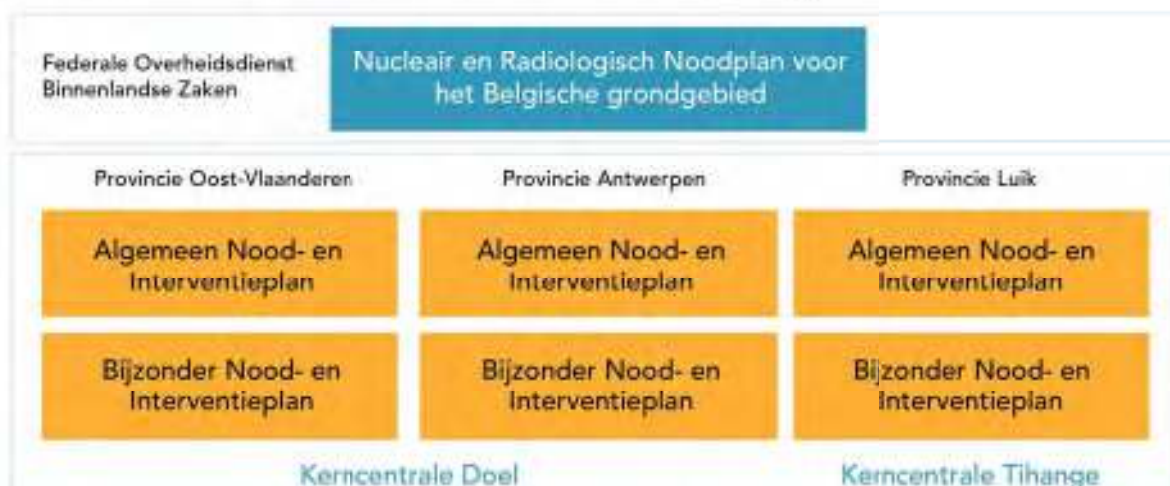 Federale Overheidsdienst
Binnenlandse Zaken
Nucleair en Radiologisch Noodplan voor
het Belgische grondgebied
Provincie Oost-Vlaanderen
Provincie Antwerpen
Provincie Luik
Algemeen Nood- en
Interventieplan
Algemeen Nood- en
Interventieplan
Algemeen Nood- en
Interventieplan
Bijzonder Nood- en
Interventieplan
Bijzonder Nood- en
Interventieplan
Bijzonder Nood- en
Interventieplan
Kerncentrale Doel
Kerncentrale Tihange